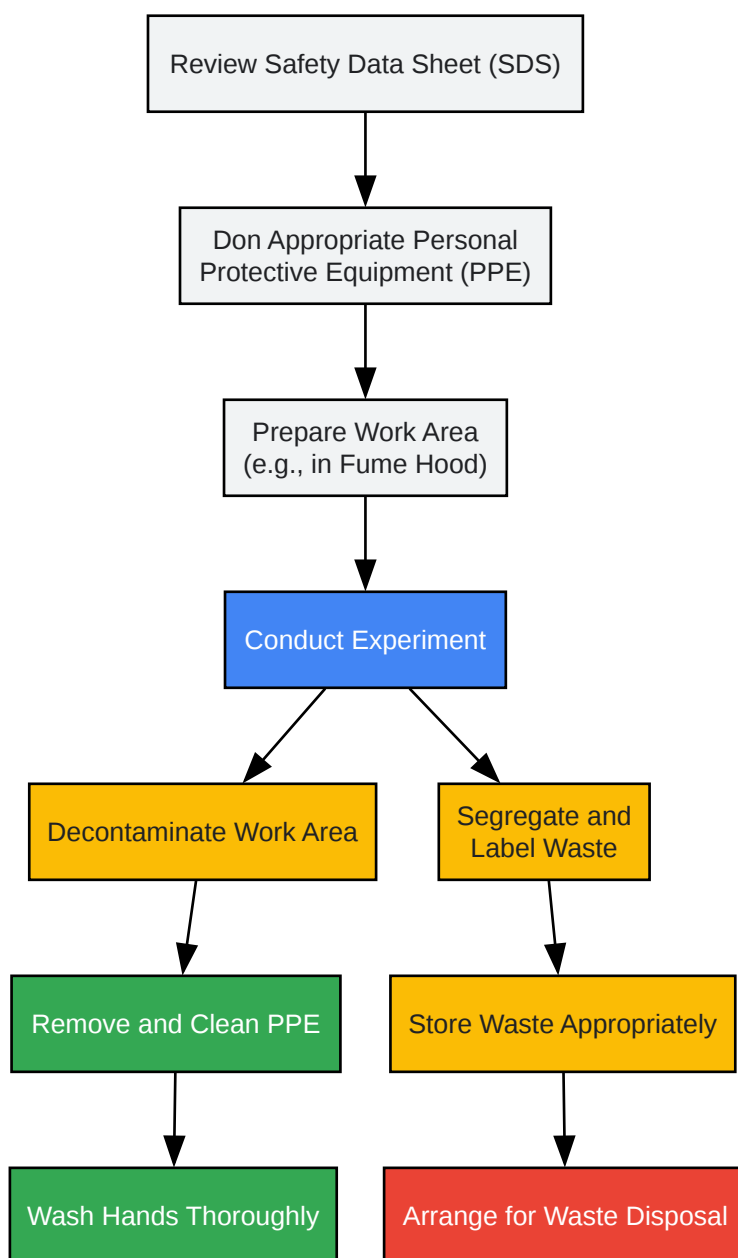 Review Safety Data Sheet (SDS)
Don Appropriate Personal
Protective Equipment (PPE)
Prepare Work Area
(e.g., in Fume Hood)
Conduct Experiment
Decontaminate Work Area
Segregate and
Label Waste
Remove and Clean PPE
Store Waste Appropriately
Wash Hands Thoroughly
Arrange for Waste Disposal